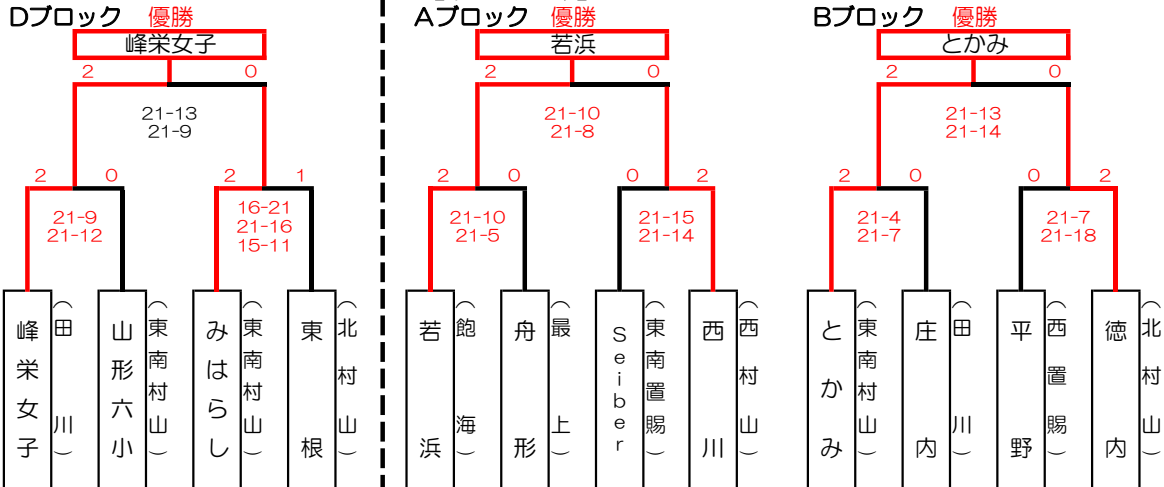 Dブロック 優勝
峰栄女子
2 0
21-13
21-9
2 0
21-9
21-12
2 1
16-21
21-16
15-11
峰栄女子
（田川）
山形六小
（東南村山）
みはらし
（東南村山）
東根
（北村山）
Aブロック 優勝
若浜
2 0
21-10
21-8
2 0
21-10
21-5
0 2
21-15
21-14
若浜
（飽海）
舟形
（最上）
Seiber
（東南置賜）
西川
（西村山）
Bブロック 優勝
とかみ
2 0
21-13
21-14
2 0
21-4
21-7
0 2
21-7
21-18
とかみ
（東南村山）
庄内
（田川）
平野
（西置賜）
徳内
（北村山）